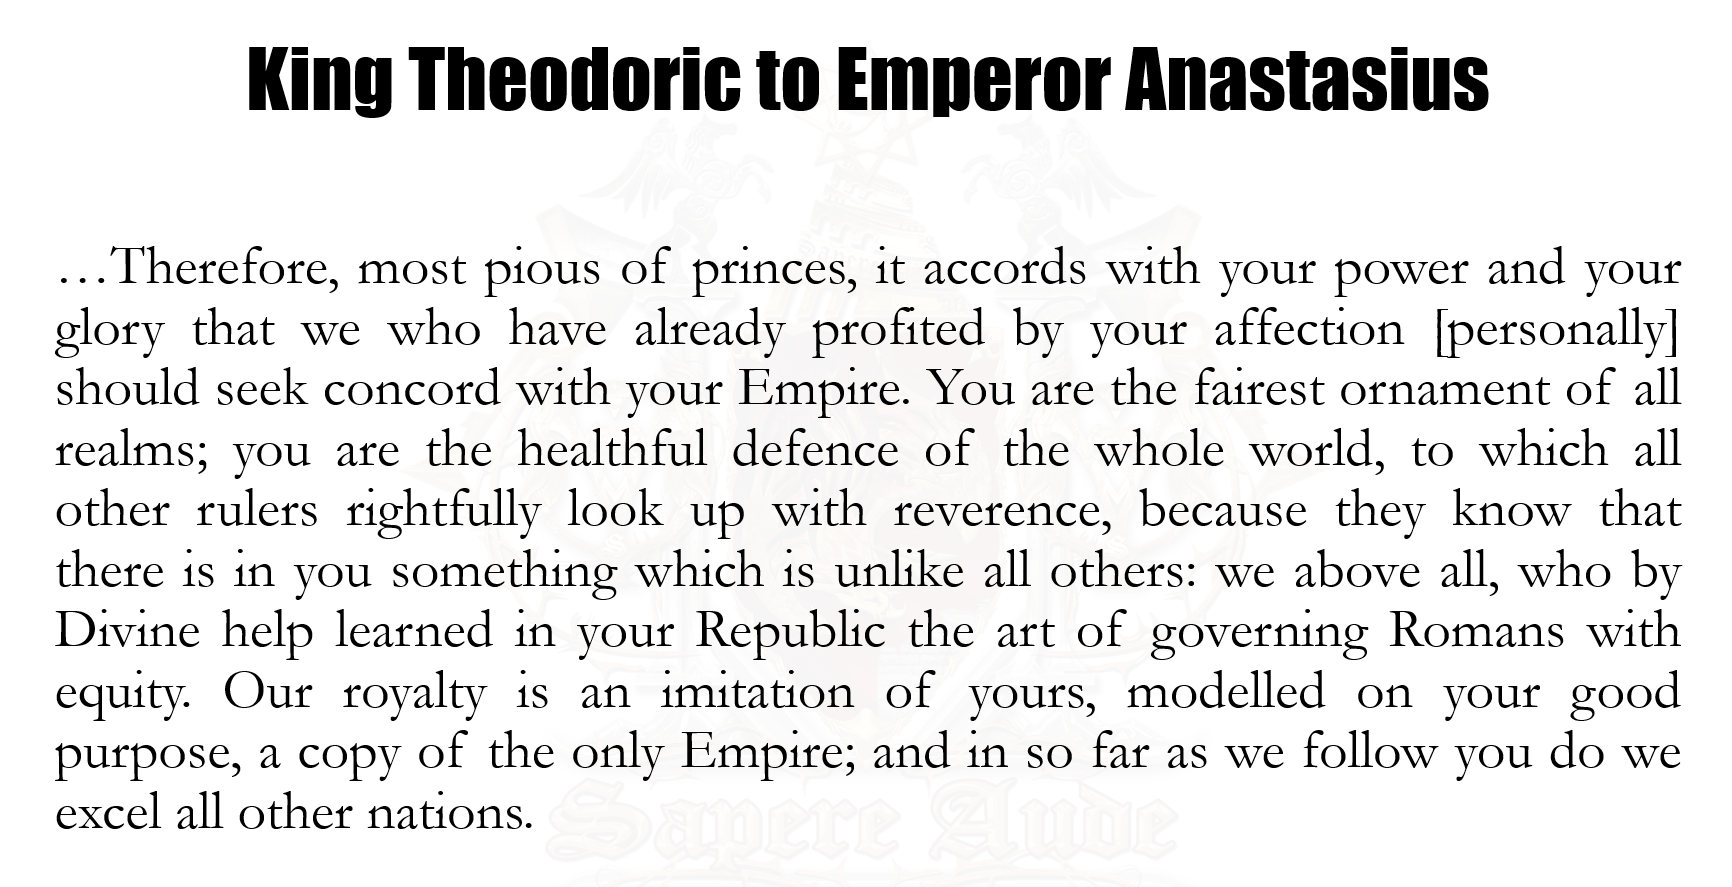 King Theodoric to Emperor Anastasius
…Therefore, most pious of princes, it accords with your power and your
glory that we who have already profited by your affection [personally]
should seek concord with your Empire. You are the fairest ornament of all
realms; you are the healthful defence of the whole world, to which all
other rulers rightfully look up with reverence, because they know that
there is in you something which is unlike all others: we above all, who by
Divine help learned in your Republic the art of governing Romans with
equity. Our royalty is an imitation of yours, modelled on your good
purpose, a copy of the only Empire; and in so far as we follow you do we
excel all other nations.
Sapere Aude